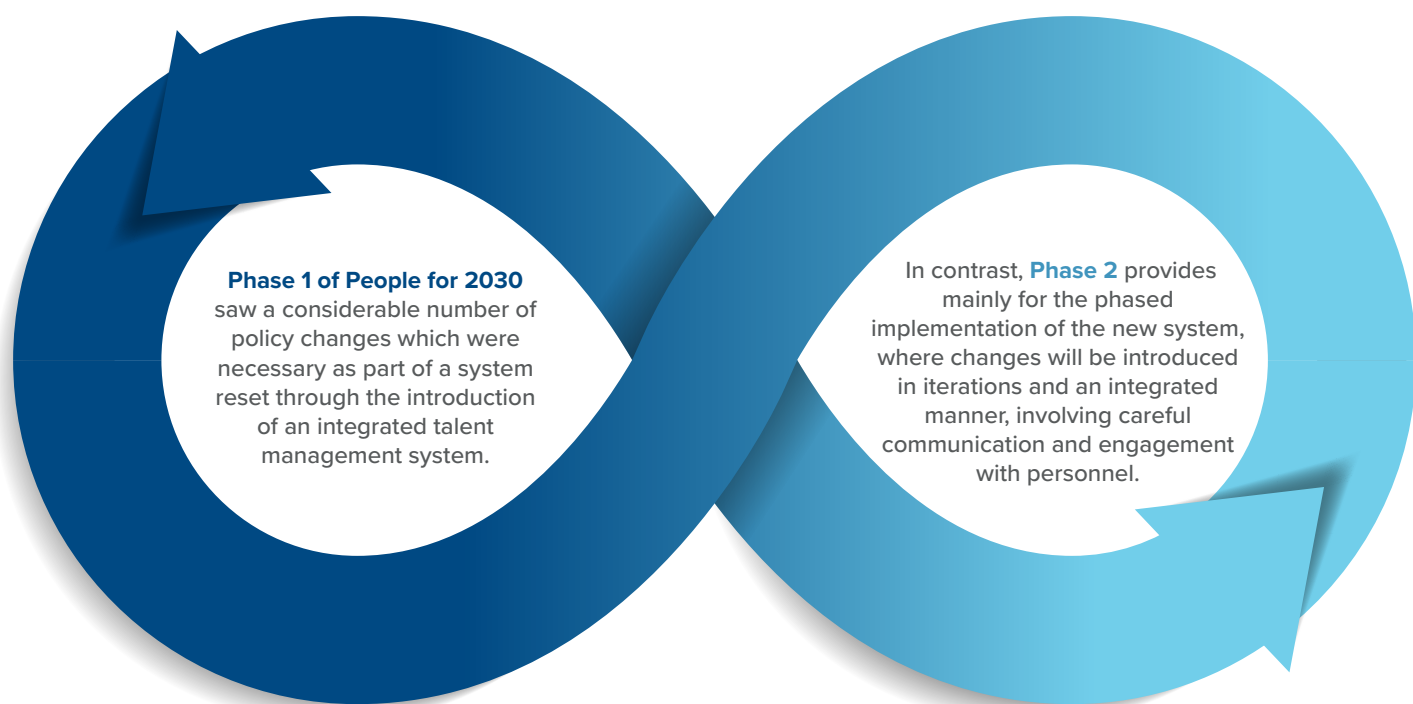 Phase 1 of People for 2030
saw a considerable number of
policy changes which were
necessary as part of a system
reset through the introduction
of an integrated talent
management system.
In contrast, Phase 2 provides
mainly for the phased
implementation of the new system,
where changes will be introduced
in iterations and an integrated
manner, involving careful
communication and engagement
with personnel.